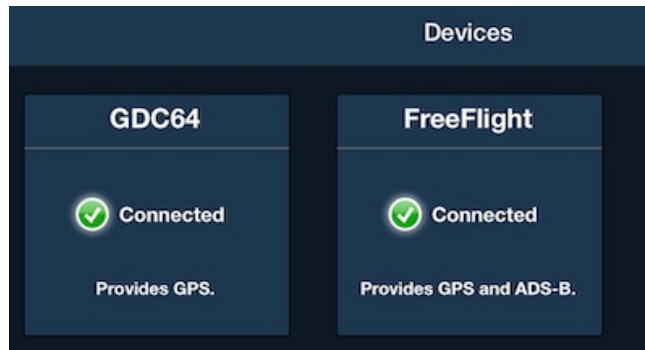 Devices
GDC64
FreeFlight
Connected
Connected
Provides GPS.
Provides GPS and ADS-B.